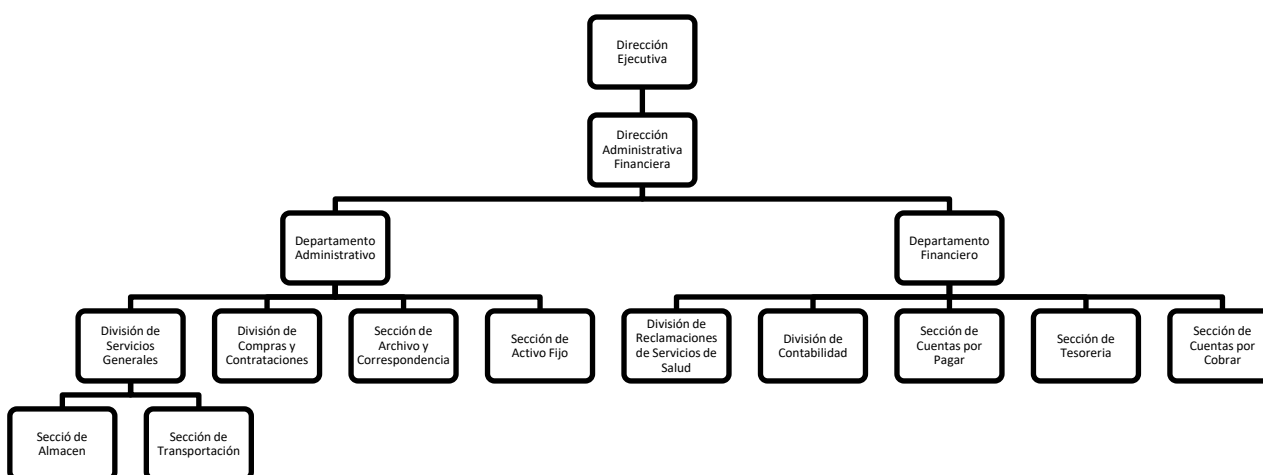 Dirección
Ejecutiva
Dirección
Administrativa
Financiera
Departamento
Administrativo
Departamento
Financiero
División de
Servicios
Generales
División de
Compras y
Contrataciones
Sección de
Archivo y
Correspondencia
Sección de
Activo Fijo
División de
Reclamaciones
de Servicios de
Salud
División de
Contabilidad
Sección de
Cuentas por
Pagar
Sección de
Tesoreria
Sección de
Cuentas por
Cobrar
Secció de
Almacen
Sección de
Transportación